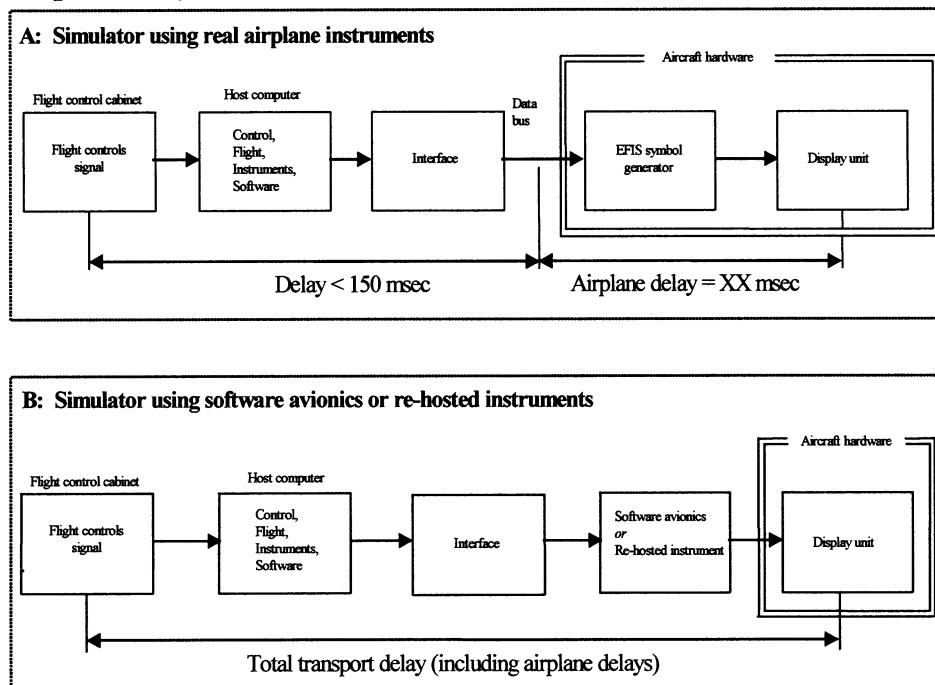 A: Simulator using real airplane instruments
Aircraft hardware
Flight control cabinet
Host computer
Data
bus
Flight controls
signal
Control,
Flight,
Instruments,
Software
Interface
EFIS symbol
generator
Display unit
Delay < 150 msec
Airplane delay = XX msec
B: Simulator using software avionics or re-hosted instruments
Aircraft hardware
Flight control cabinet
Host computer
Flight controls
signal
Control,
Flight,
Instruments,
Software
Interface
Software avionics
or
Re-hosted instrument
Display unit
Total transport delay (including airplane delays)